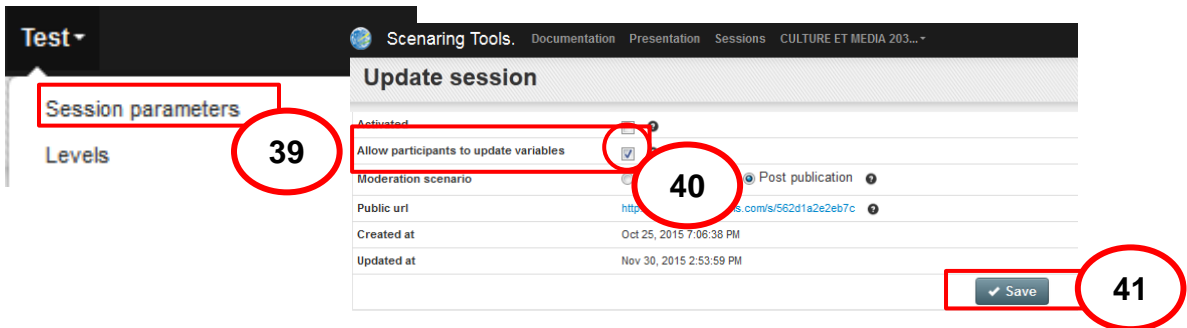 Test
Session parameters
Levels
39
Scenaring Tools. Documentation Presentation Sessions CULTURE ET MEDIA 203...
Update session
Activated
Allow participants to update variables
40
Moderation scenario Post publication
Public url s.com/s/562d1a2e2eb7c
Created at Oct 25, 2015 7:06:38 PM
Updated at Nov 30, 2015 2:53:59 PM
Save
41